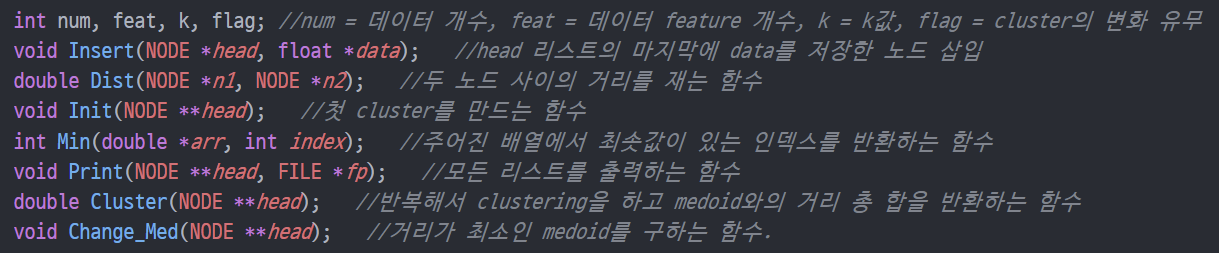 int num, feat, k, flag; //num = 데이터 개수, feat = 데이터 feature 개수, k = k값, flag = cluster의 변화 유무
void Insert(NODE *head, float *data);   //head 리스트의 마지막에 data를 저장한 노드 삽입
double Dist(NODE *n1, NODE *n2);   //두 노드 사이의 거리를 재는 함수
void Init(NODE **head);   //첫 cluster를 만드는 함수
int Min(double *arr, int index);   //주어진 배열에서 최솟값이 있는 인덱스를 반환하는 함수
void Print(NODE **head, FILE *fp);   //모든 리스트를 출력하는 함수
double Cluster(NODE **head);   //반복해서 clustering을 하고 medoid와의 거리 총 합을 반환하는 함수
void Change_Med(NODE **head);   //거리가 최소인 medoid를 구하는 함수.